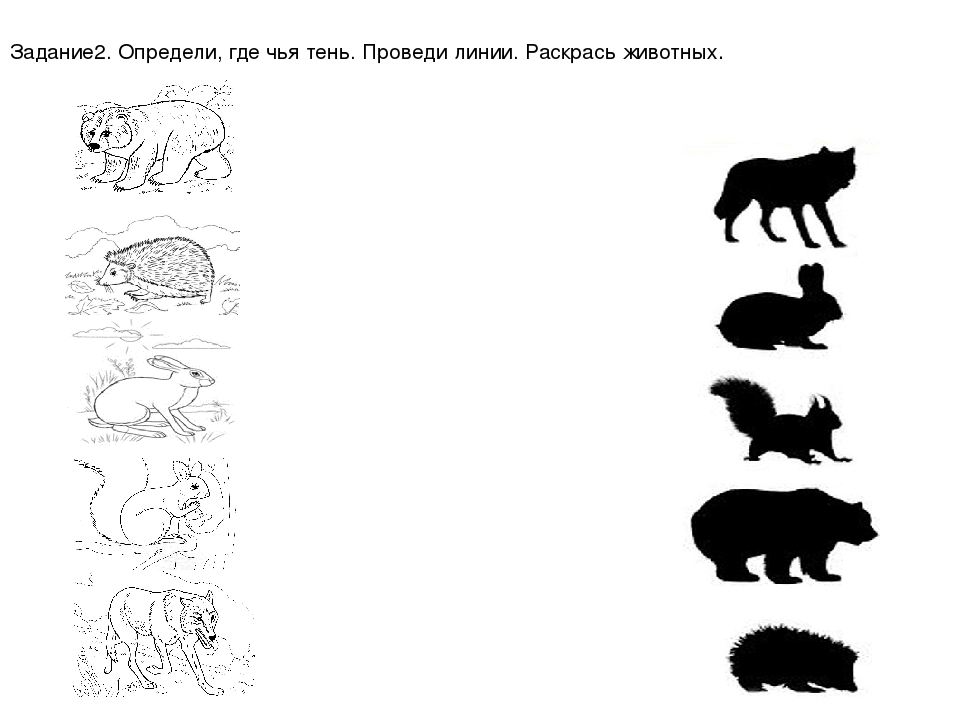 Задание2. Определи, где чья тень. Проведи линии. Раскрась животных.